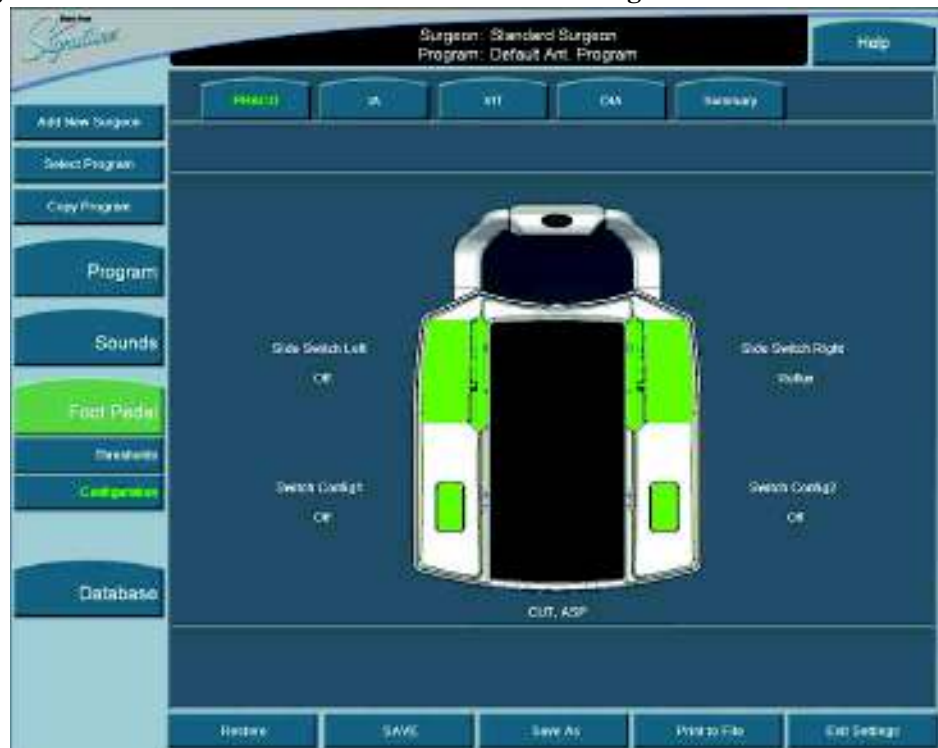 Signature
Surgeon: Standard Surgeon
Program: Default Ant. Program
Help
PHACO
IA
VIT
DIA
Summary
Add New Surgeon
Select Program
Copy Program
Program
Sounds
Foot Pedal
Thresholds
Configuration
Database
Side Switch Left
Off
Side Switch Right
Reflux
Switch Config1
Off
Switch Config2
Off
CUT, ASP
Restore
SAVE
Save As
Print to File
Exit Settings